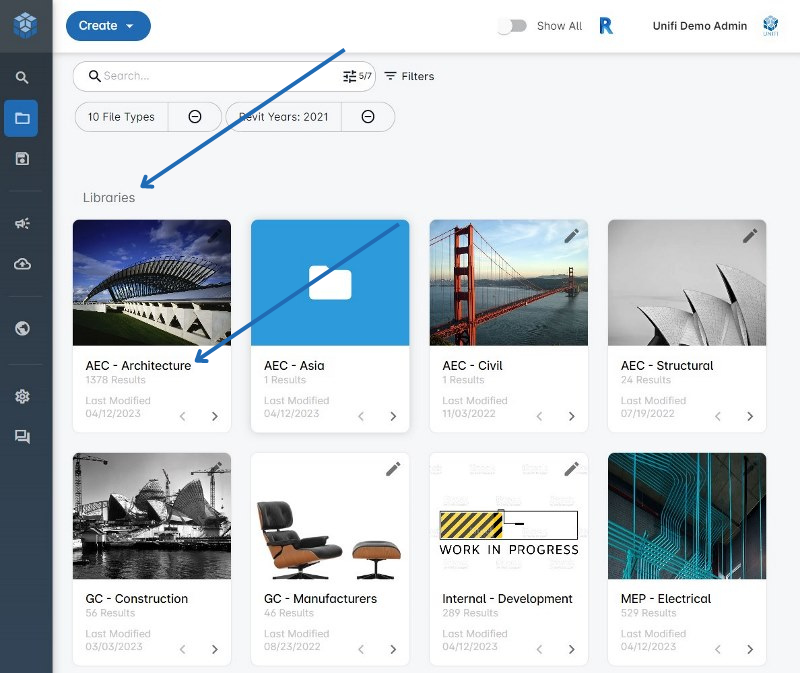 Create
Show All
R
Unifi Demo Admin
UNIFI
Search...
5/7
Filters
10 File Types
Revit Years: 2021
Libraries
AEC - Architecture
1378 Results
Last Modified
04/12/2023
AEC - Asia
1 Results
Last Modified
04/12/2023
AEC - Civil
1 Results
Last Modified
11/03/2022
AEC - Structural
24 Results
Last Modified
07/19/2022
WORK IN PROGRESS
GC - Construction
56 Results
Last Modified
03/03/2023
GC - Manufacturers
46 Results
Last Modified
08/23/2022
Internal - Development
289 Results
Last Modified
04/12/2023
MEP - Electrical
529 Results
Last Modified
04/12/2023